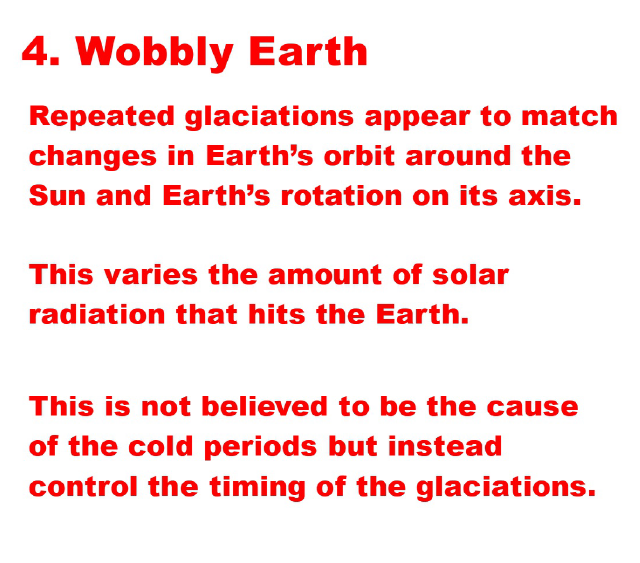 4. Wobbly Earth
Repeated glaciations appear to match
changes in Earth’s orbit around the
Sun and Earth’s rotation on its axis.
This varies the amount of solar
radiation that hits the Earth.
This is not believed to be the cause
of the cold periods but instead
control the timing of the glaciations.